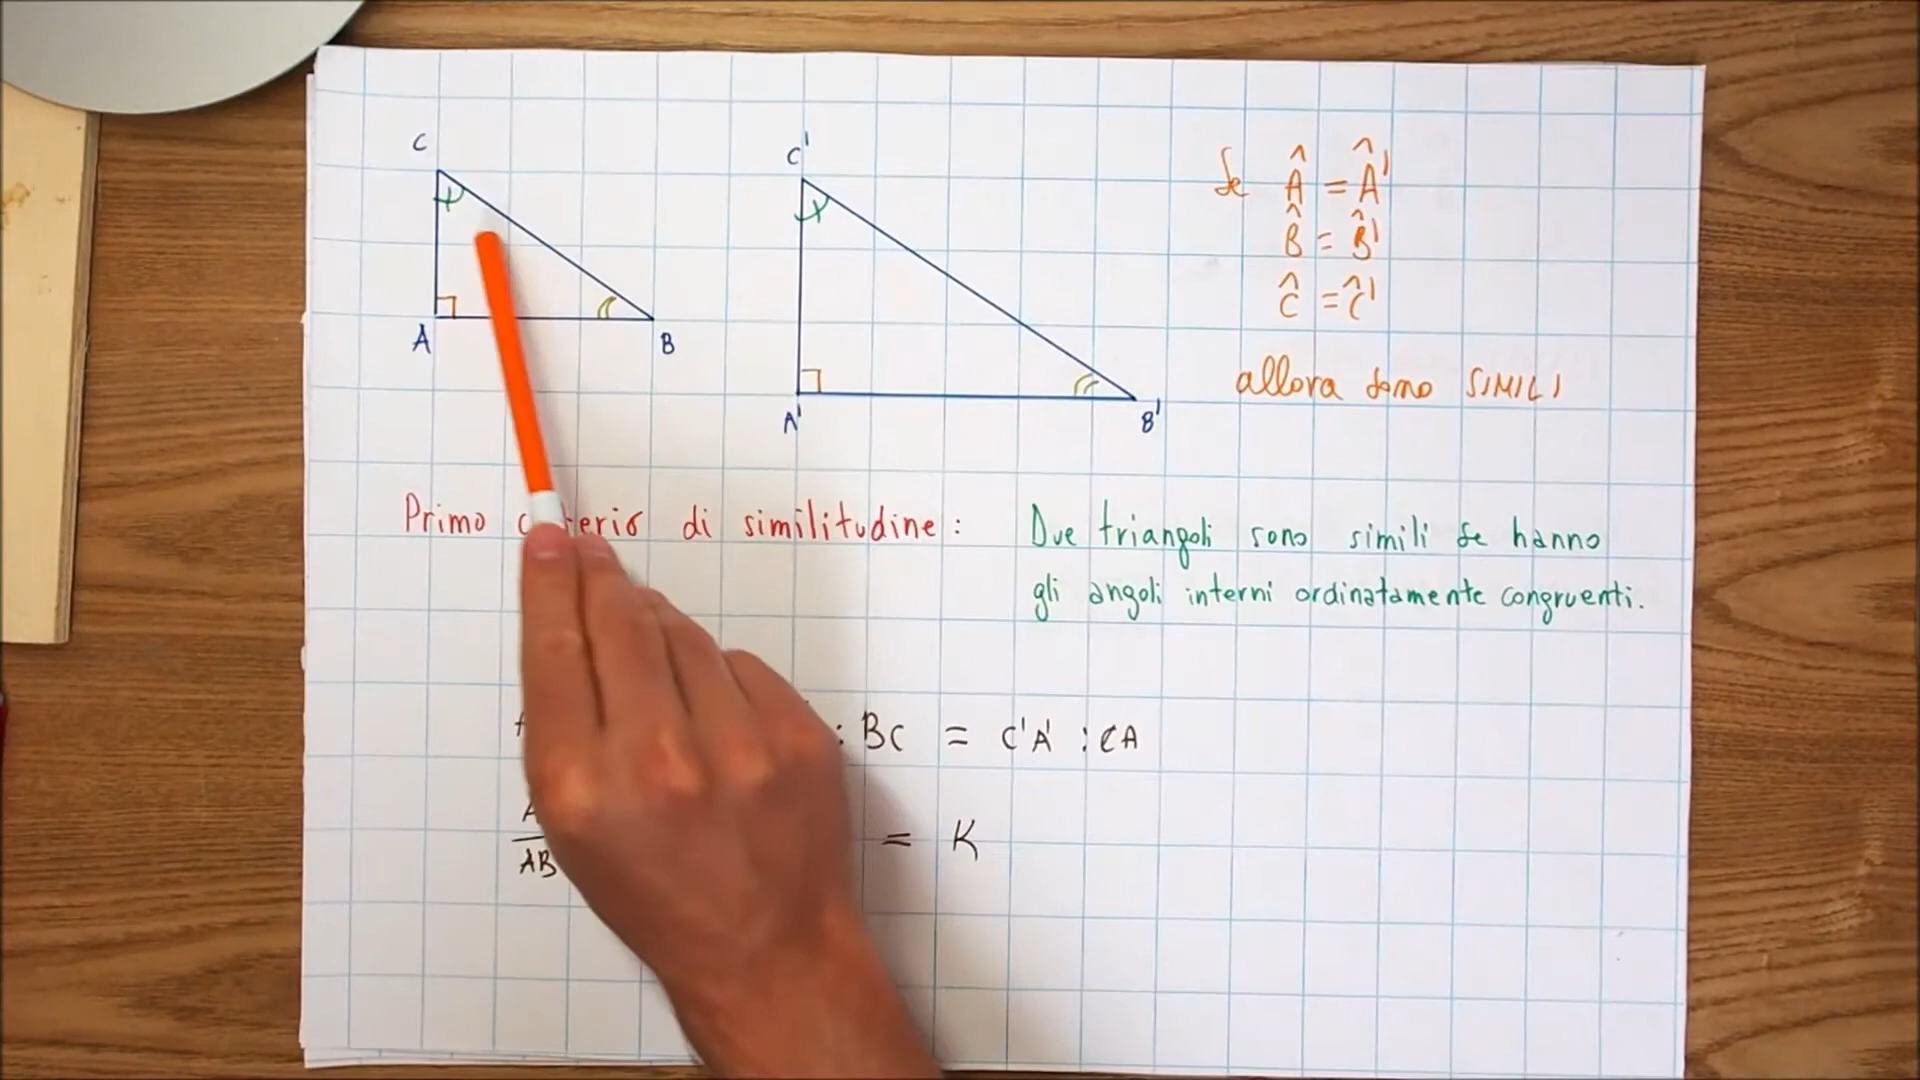 C
A
B
C'
A'
B'
Se Â = Â'
B̂ = B̂'
Ĉ = Ĉ'
allora sono SIMILI
Primo di similitudine:
Due triangoli sono simili se hanno
gli angoli interni ordinatamente congruenti.
: BC = C'A' : CA
AB = K